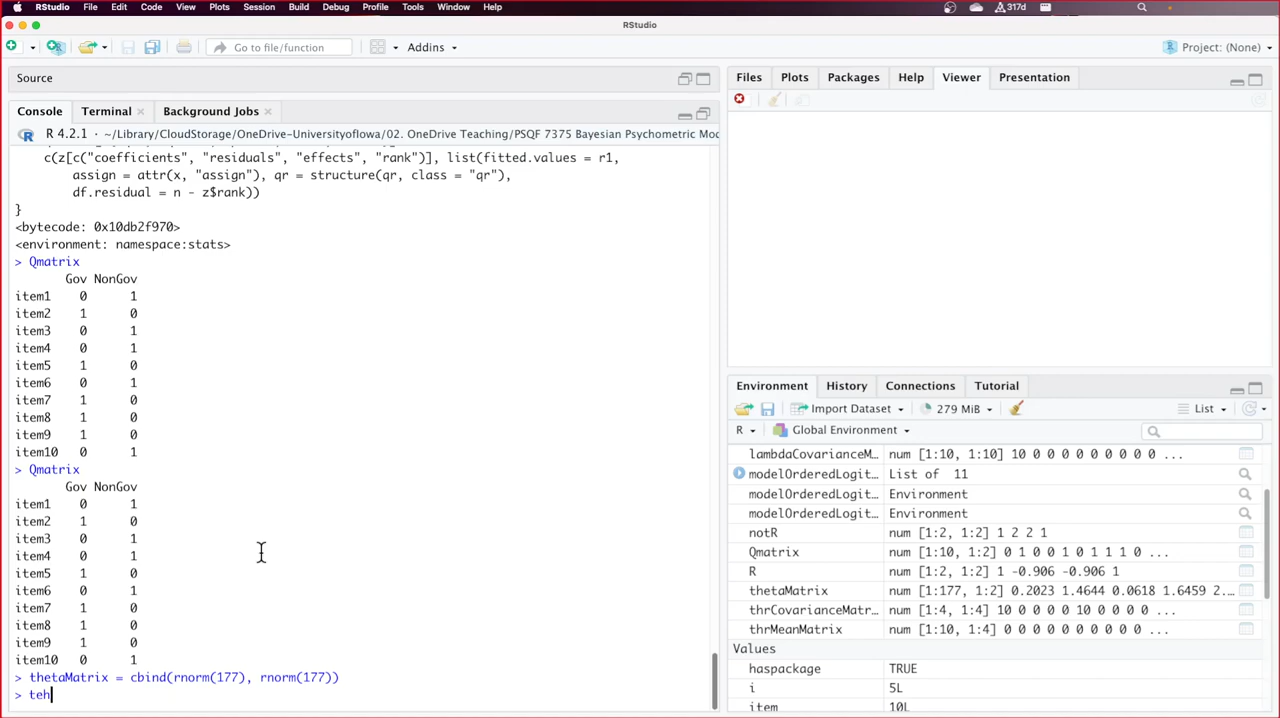 RStudio File Edit Code View Plots Session Build Debug Profile Tools Window Help 317d
RStudio
Go to file/function Addins Project: (None)
Source
Console Terminal Background Jobs
R 4.2.1 · ~/Library/CloudStorage/OneDrive-UniversityofIowa/02. OneDrive Teaching/PSQF 7375 Bayesian Psychometric Moc
c(z[c("coefficients", "residuals", "effects", "rank")], list(fitted.values = r1,
assign = attr(x, "assign"), qr = structure(qr, class = "qr"),
df.residual = n - z$rank))
}
<bytecode: 0x10db2f970>
<environment: namespace:stats>
> Qmatrix
Gov NonGov
item1 0 1
item2 1 0
item3 0 1
item4 0 1
item5 1 0
item6 0 1
item7 1 0
item8 1 0
item9 1 0
item10 0 1
> Qmatrix
Gov NonGov
item1 0 1
item2 1 0
item3 0 1
item4 0 1
item5 1 0
item6 0 1
item7 1 0
item8 1 0
item9 1 0
item10 0 1
> thetaMatrix = cbind(rnorm(177), rnorm(177))
> teh
Files Plots Packages Help Viewer Presentation
Environment History Connections Tutorial
Import Dataset 279 MiB List
R Global Environment
lambdaCovarianceM… num [1:10, 1:10] 10 0 0 0 0 0 0 0 0 0 ...
modelOrderedLogit… List of 11
modelOrderedLogit… Environment
modelOrderedLogit… Environment
notR num [1:2, 1:2] 1 2 2 1
Qmatrix num [1:10, 1:2] 0 1 0 0 1 0 1 1 1 0 ...
R num [1:2, 1:2] 1 -0.906 -0.906 1
thetaMatrix num [1:177, 1:2] 0.2023 1.4644 0.0618 1.6459 2.…
thrCovarianceMatr… num [1:4, 1:4] 10 0 0 0 0 10 0 0 0 0 ...
thrMeanMatrix num [1:10, 1:4] 0 0 0 0 0 0 0 0 0 0 ...
Values
haspackage TRUE
i 5L
item 10L